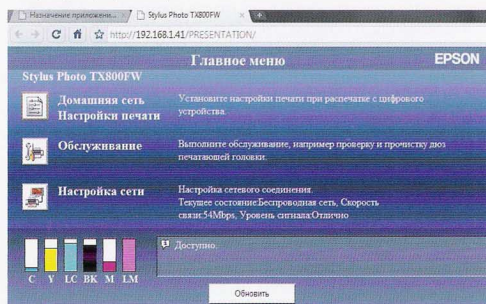 Назначение приложени...
Stylus Photo TX800FW
http://192.168.1.41/PRESENTATION/
Главное меню
EPSON
Stylus Photo TX800FW
Домашняя сеть
Настройки печати
Установите настройки печати при распечатке с цифрового
устройства.
Обслуживание
Выполните обслуживание, например проверку и прочистку дюз
печатающей головки.
Настройка сети
Настройка сетевого соединения.
Текущее состояние:Беспроводная сеть, Скорость
связи:54Mbps, Уровень сигнала:Отлично
Доступно.
C Y LC BK M LM
Обновить